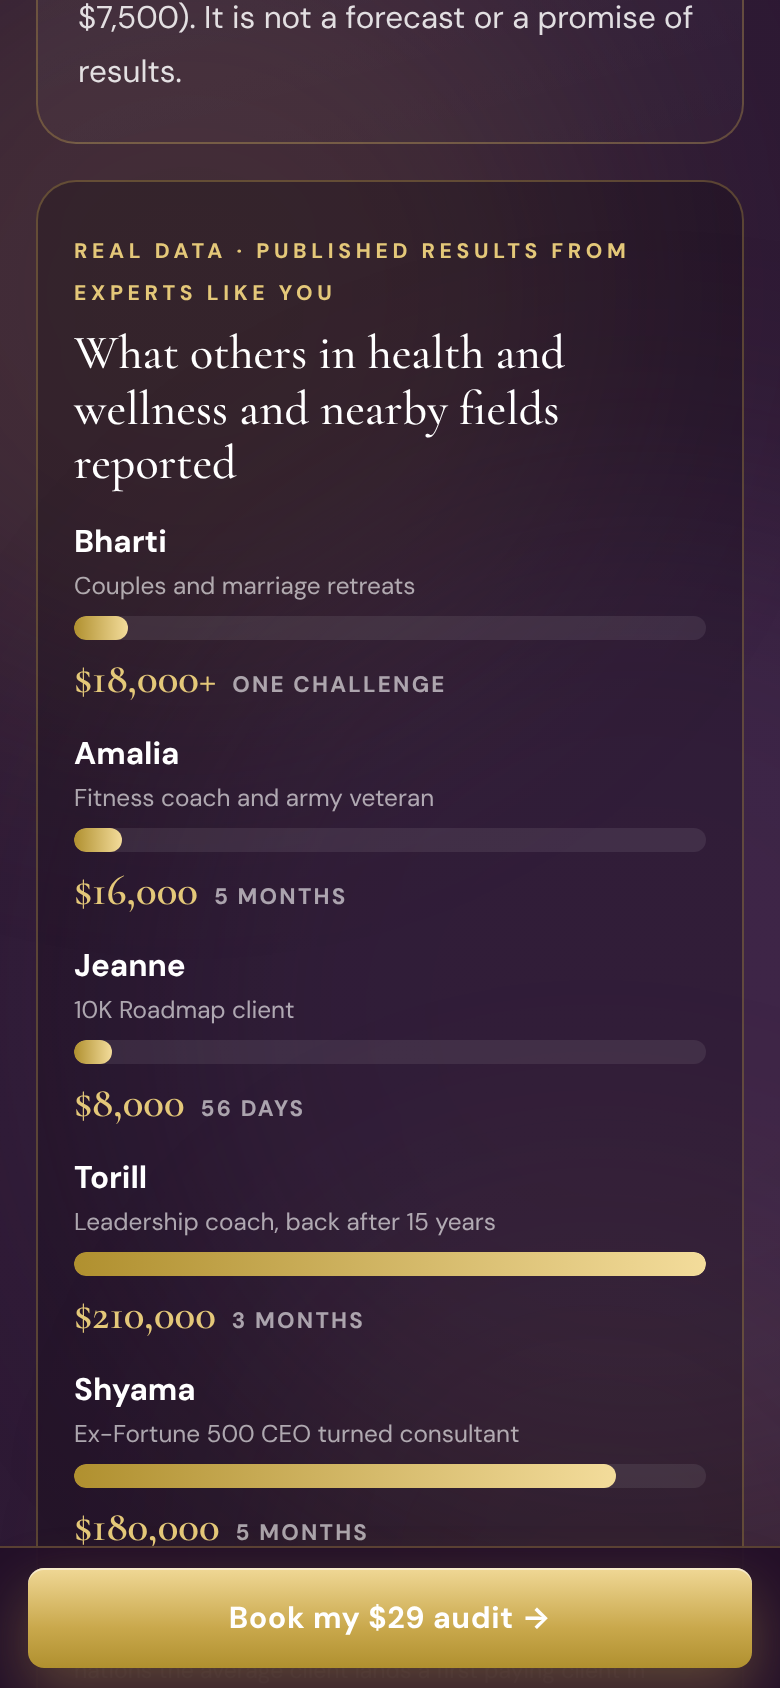 $7,500). It is not a forecast or a promise of
results.
REAL DATA · PUBLISHED RESULTS FROM
EXPERTS LIKE YOU
What others in health and
wellness and nearby fields
reported
Bharti
Couples and marriage retreats
$18,000+ ONE CHALLENGE
Amalia
Fitness coach and army veteran
$16,000 5 MONTHS
Jeanne
10K Roadmap client
$8,000 56 DAYS
Torill
Leadership coach, back after 15 years
$210,000 3 MONTHS
Shyama
Ex-Fortune 500 CEO turned consultant
$180,000 5 MONTHS
Book my $29 audit →